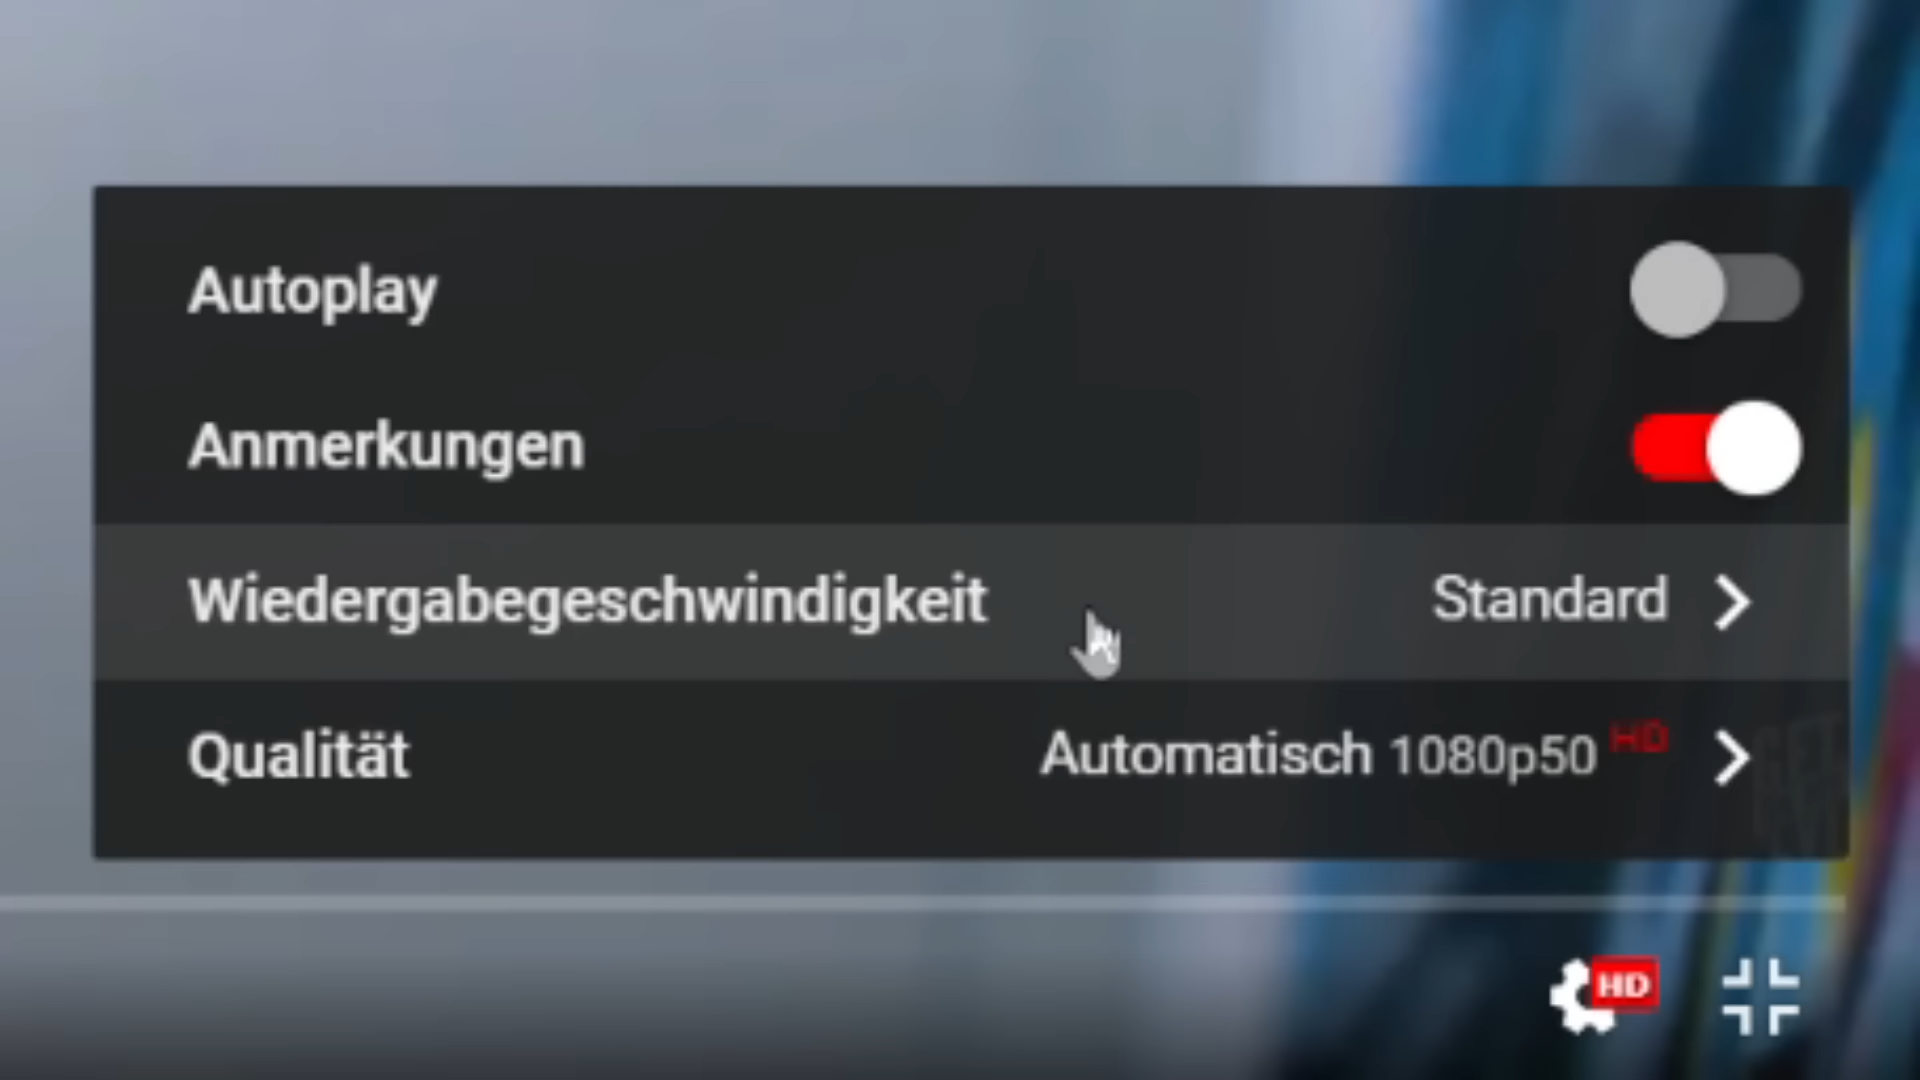 Autoplay
Anmerkungen
Wiedergabegeschwindigkeit Standard
Qualität Automatisch 1080p50 HD
HD